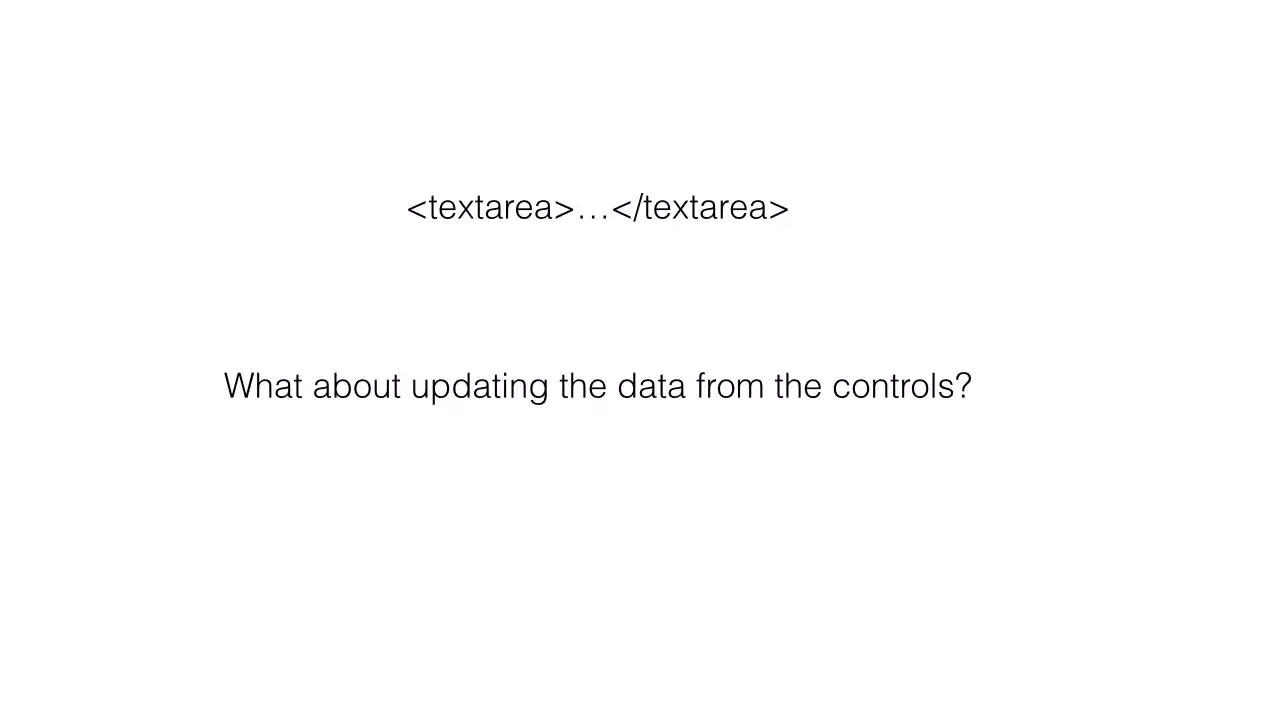 <textarea>…</textarea>
What about updating the data from the controls?